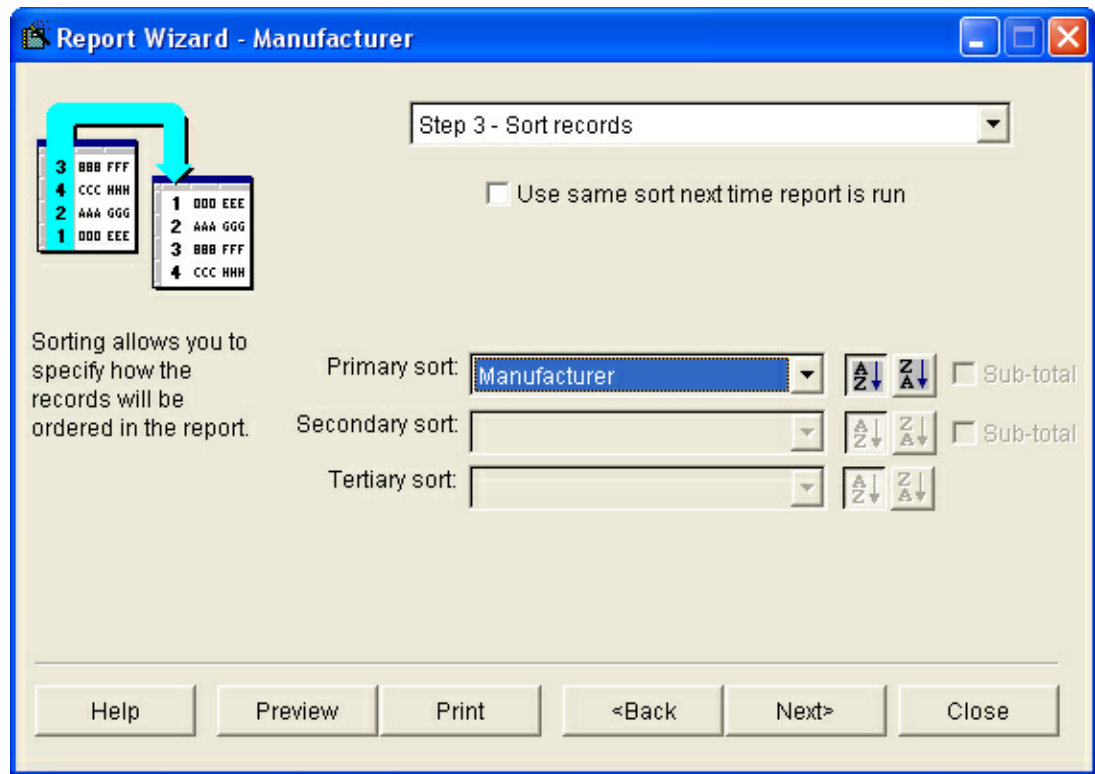 Report Wizard - Manufacturer
Step 3 - Sort records
Use same sort next time report is run
3 BBB FFF
4 CCC HHH
2 AAA GGG
1 DDD EEE
1 DDD EEE
2 AAA GGG
3 BBB FFF
4 CCC HHH
Sorting allows you to
specify how the
records will be
ordered in the report.
Primary sort: Manufacturer A Z Z A Sub-total
Secondary sort: A Z Z A Sub-total
Tertiary sort: A Z Z A
Help Preview Print <Back Next> Close